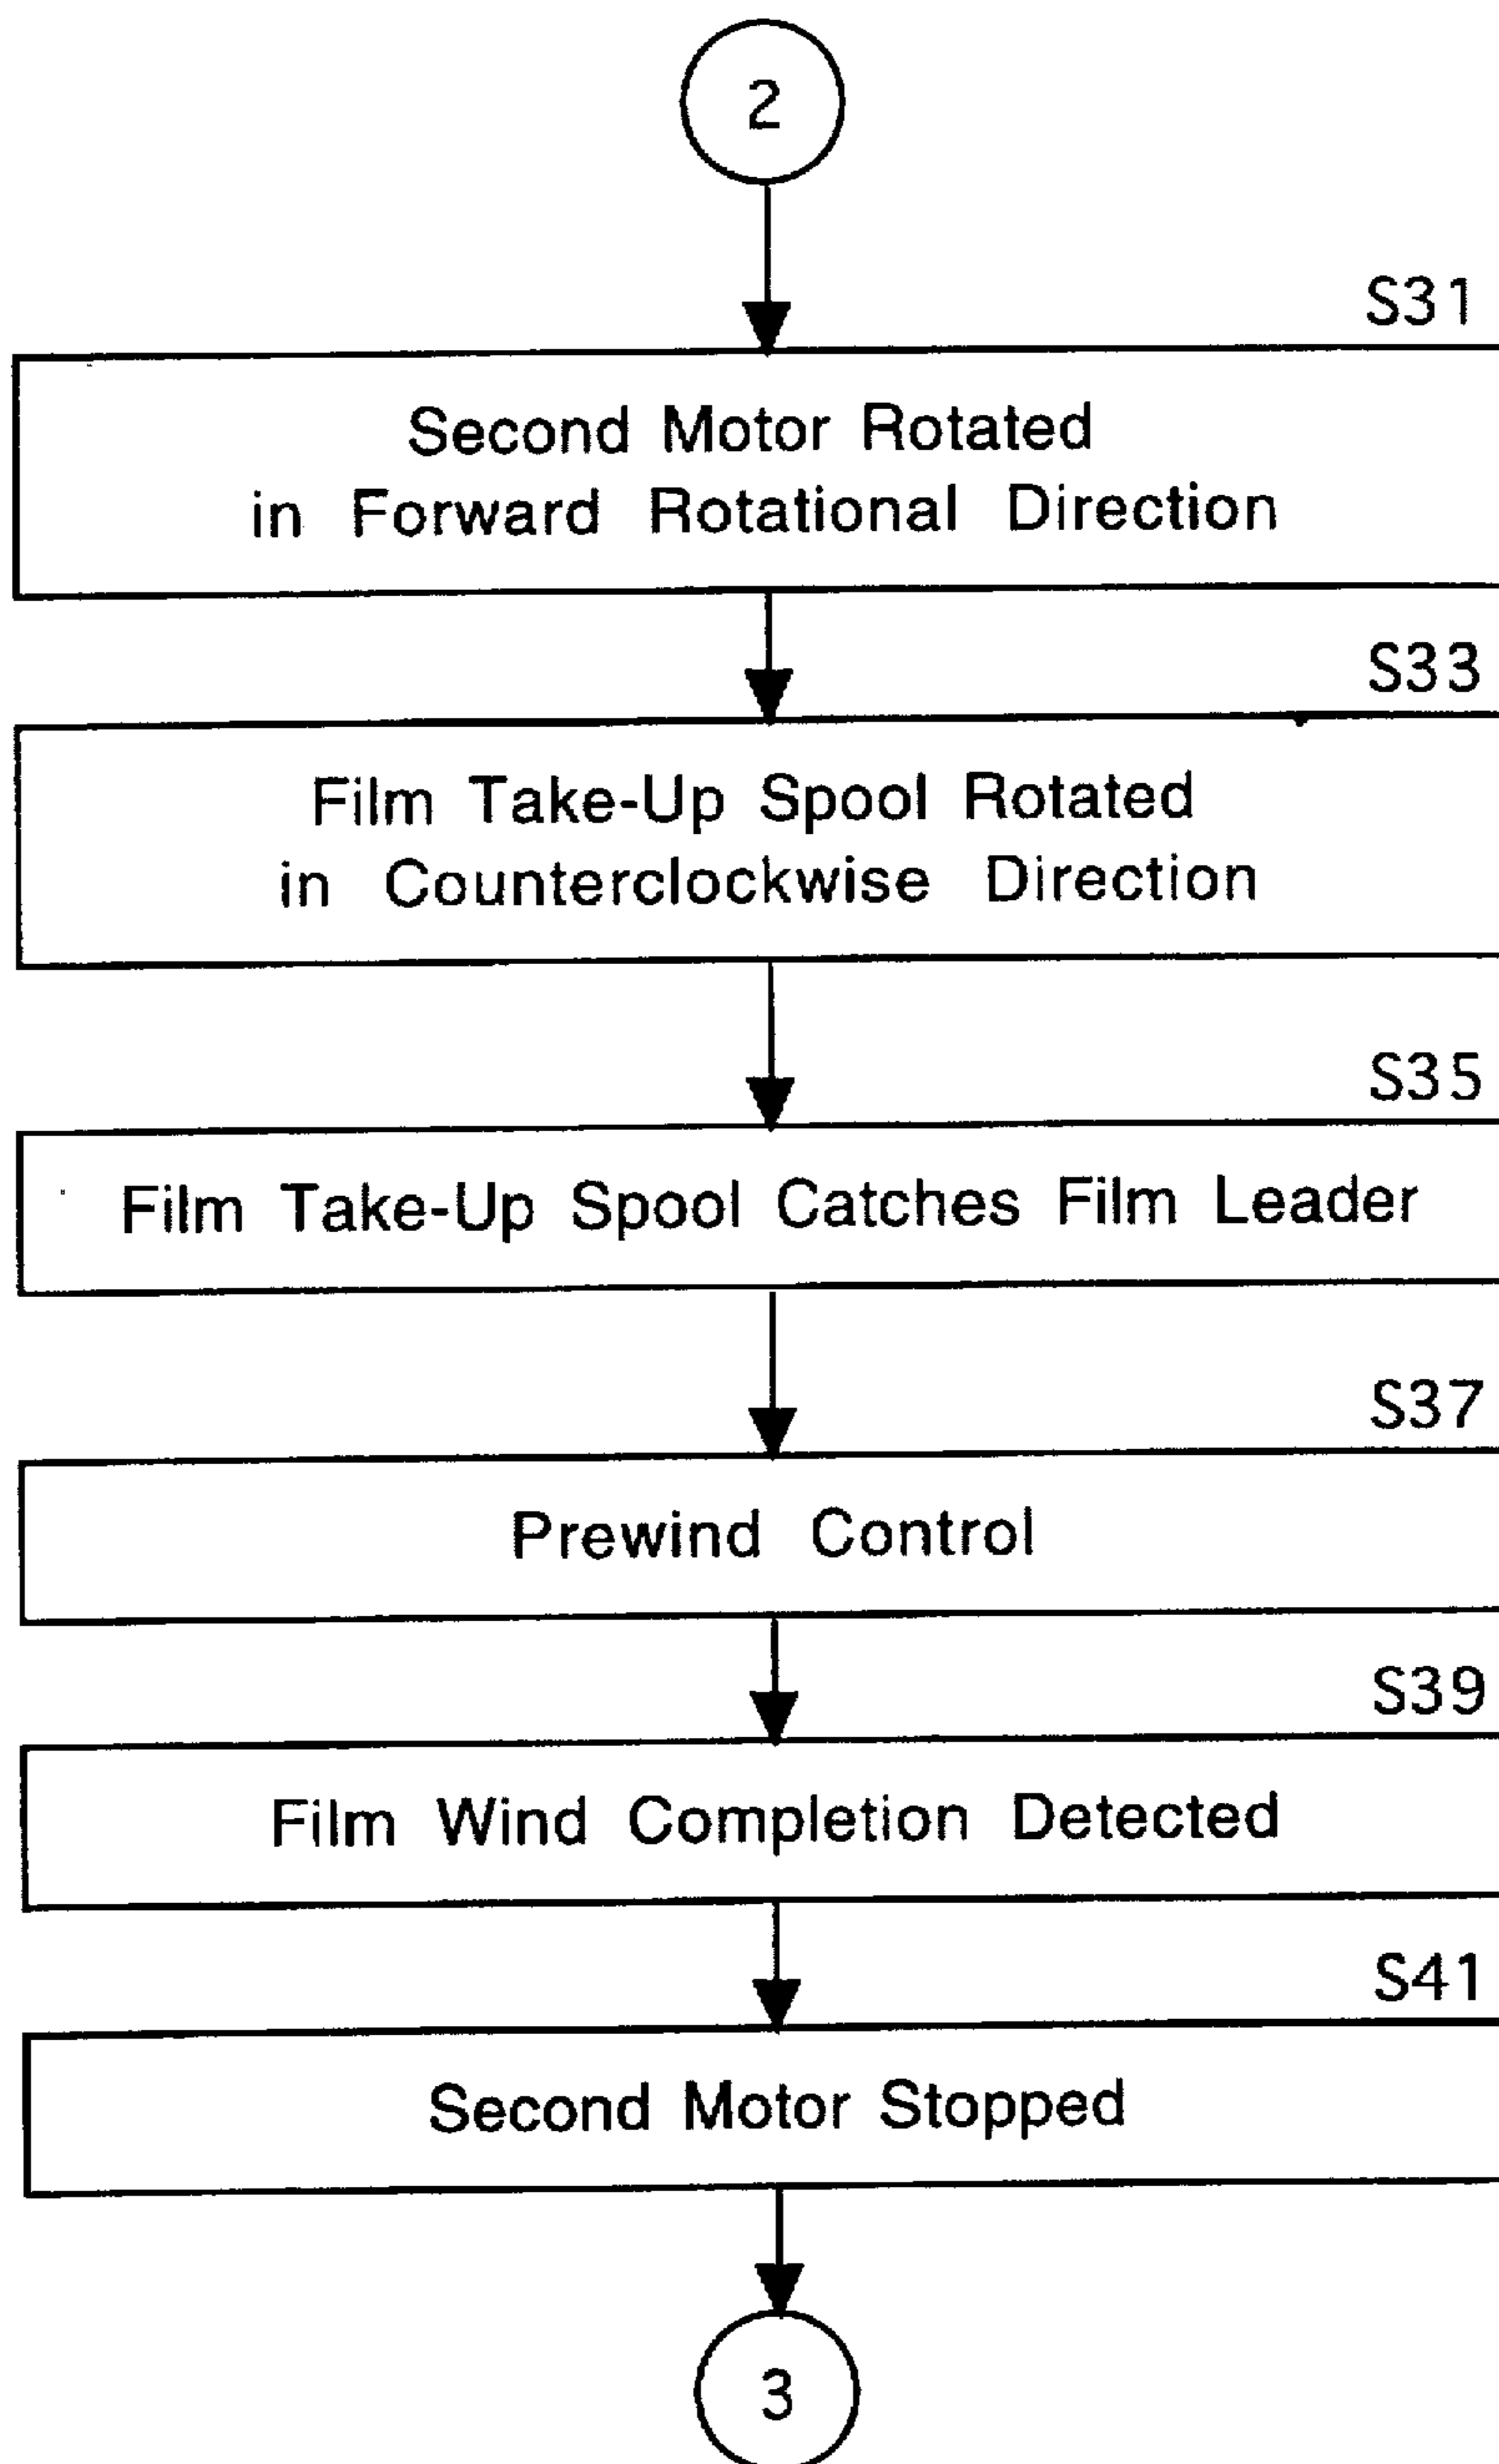 2
S31
Second Motor Rotated
in Forward Rotational Direction
S33
Film Take-Up Spool Rotated
in Counterclockwise Direction
S35
Film Take-Up Spool Catches Film Leader
S37
Prewind Control
S39
Film Wind Completion Detected
S41
Second Motor Stopped
3